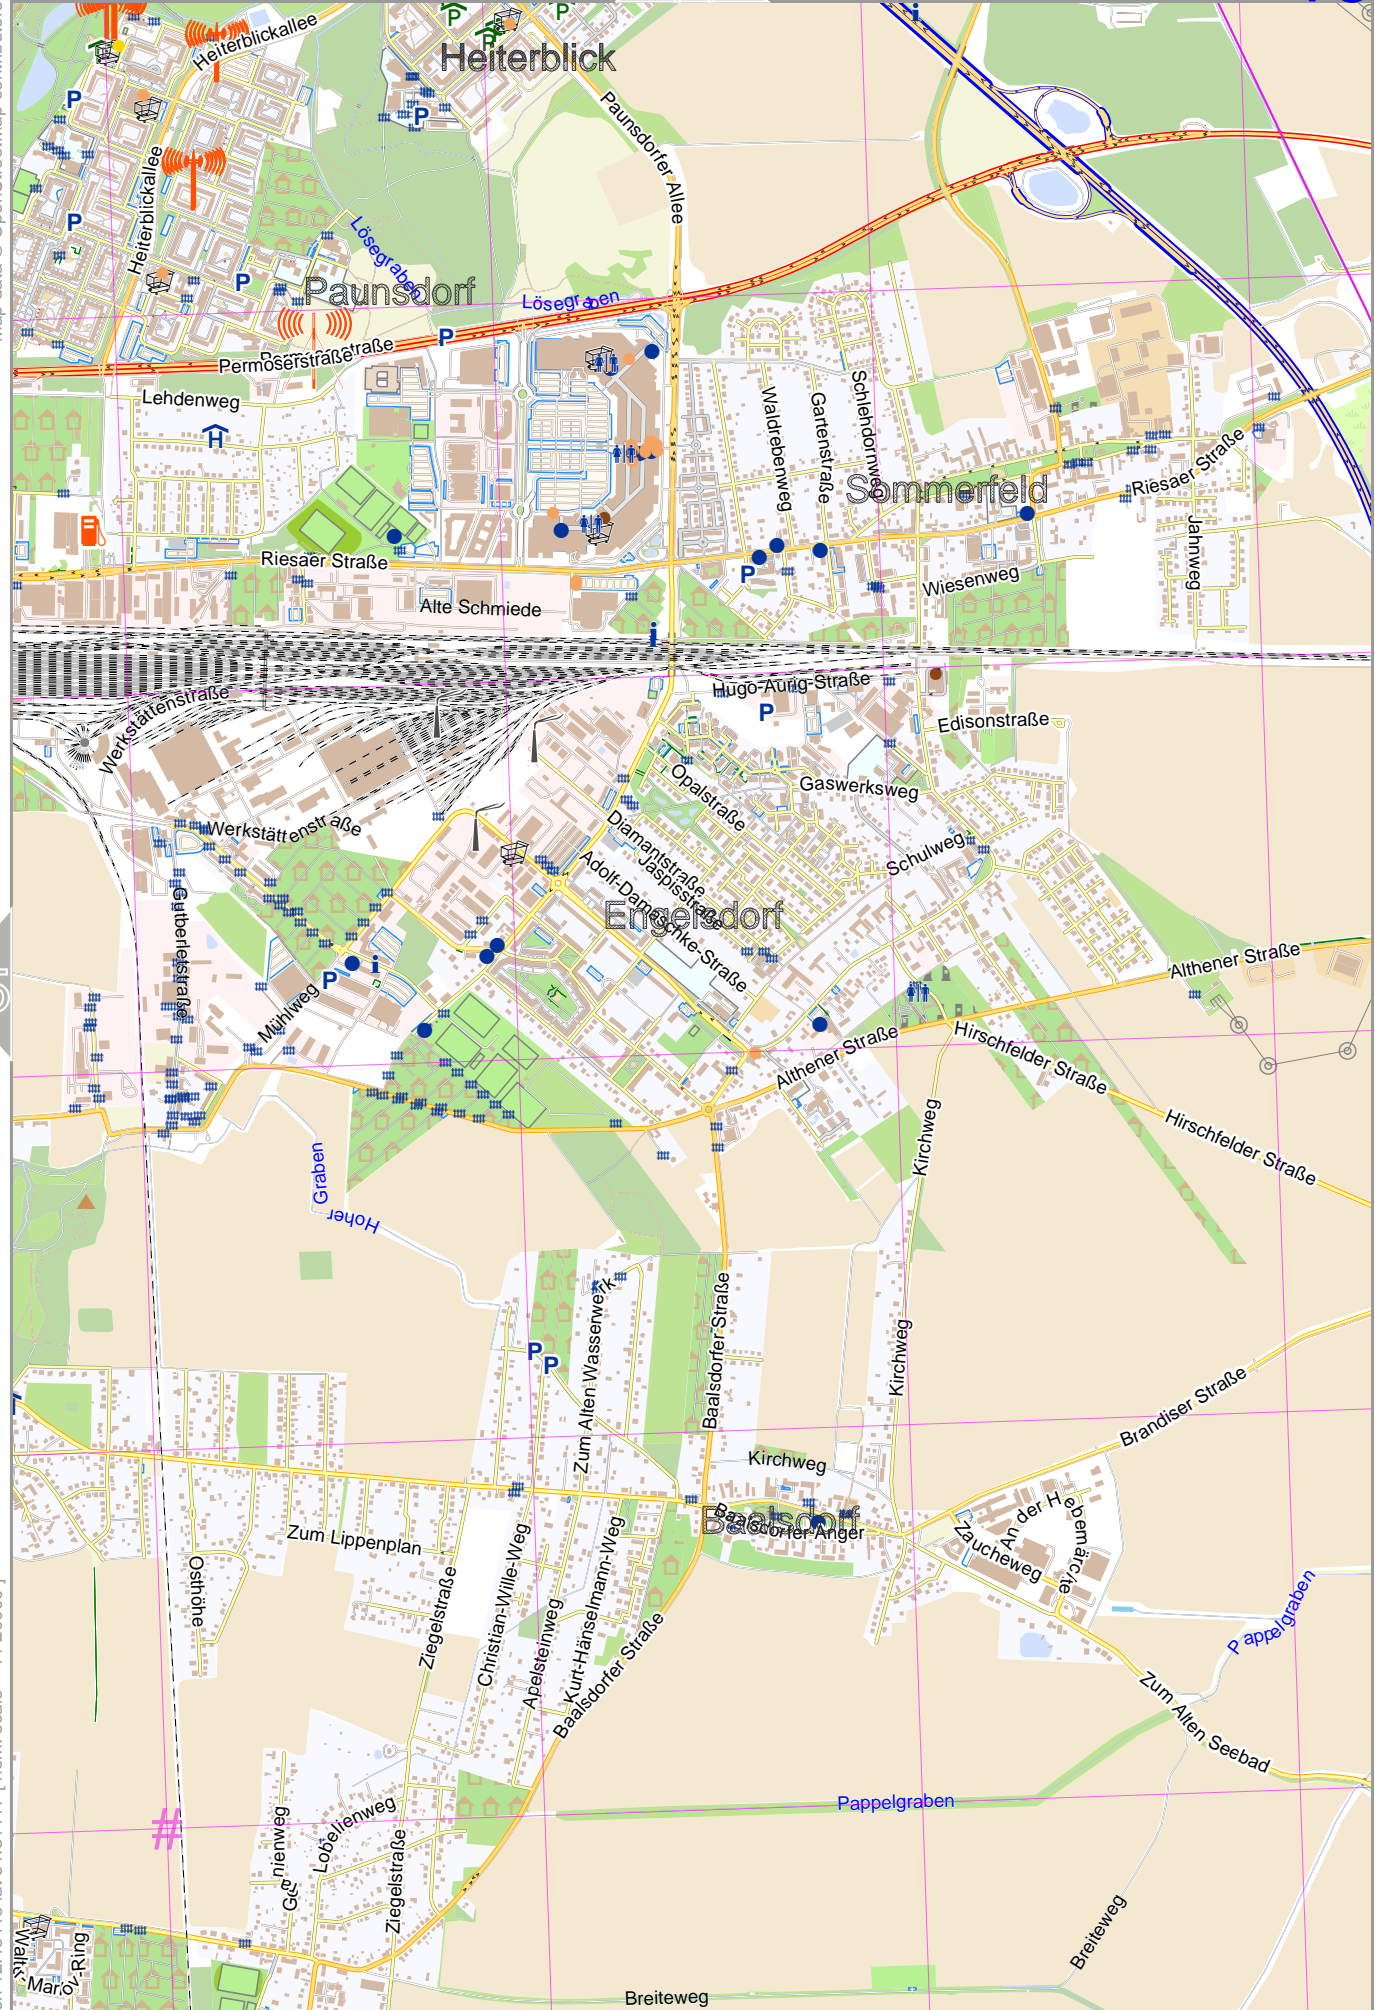 Heiterblickallee
P
Heiterblick
P
P
P
P
Paunsdorfer Allee
Heiterblickallee
P
P
Lösegraben
Paunsdorf
P
Permoserstraße
Lehdenweg
H
Waldrebenweg
Gartenstraße
Schlehdornweg
Sommerfeld
Riesaer Straße
Jahnweg
Riesaer Straße
P
Wiesenweg
Alte Schmiede
i
Werkstättenstraße
Hugo-Aurig-Straße
P
Edisonstraße
Opalstraße
Gaswerksweg
Werkstättenstraße
Diamantstraße
Jaspisstraße
Schulweg
Adolf-Damaschke-Straße
Engelsdorf
Gutberletstraße
P
i
Mühlweg
Althener Straße
Althener Straße
Hirschfelder Straße
Kirchweg
Hirschfelder Straße
Hoher Graben
Zum Alten Wasserwerk
Baalsdorfer Straße
Kirchweg
P
P
Brandiser Straße
Kirchweg
Baalsdorf
Baalsdorfer Anger
An der Hebemärchte
Zaucheweg
Zum Lippenplan
Osthöhe
Ziegelstraße
Christian-Wille-Weg
Apelsteinweg
Kurt-Hänselmann-Weg
Baalsdorfer Straße
Pappelgraben
Zum Alten Seebad
Pappelgraben
#
Lobelienweg
Ziegelstraße
Breiteweg
Breiteweg